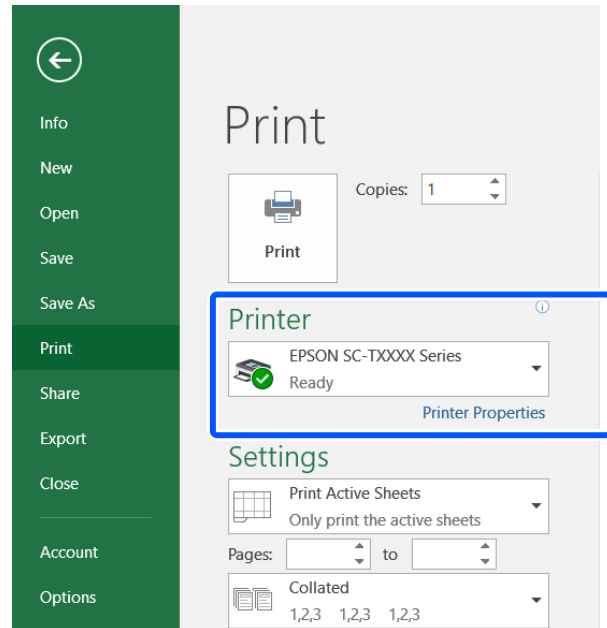 Info
New
Open
Save
Save As
Print
Share
Export
Close
Account
Options
Print
Copies: 1
Print
Printer
EPSON SC-TXXXX Series
Ready
Printer Properties
Settings
Print Active Sheets
Only print the active sheets
Pages: to
Collated
1,2,3 1,2,3 1,2,3